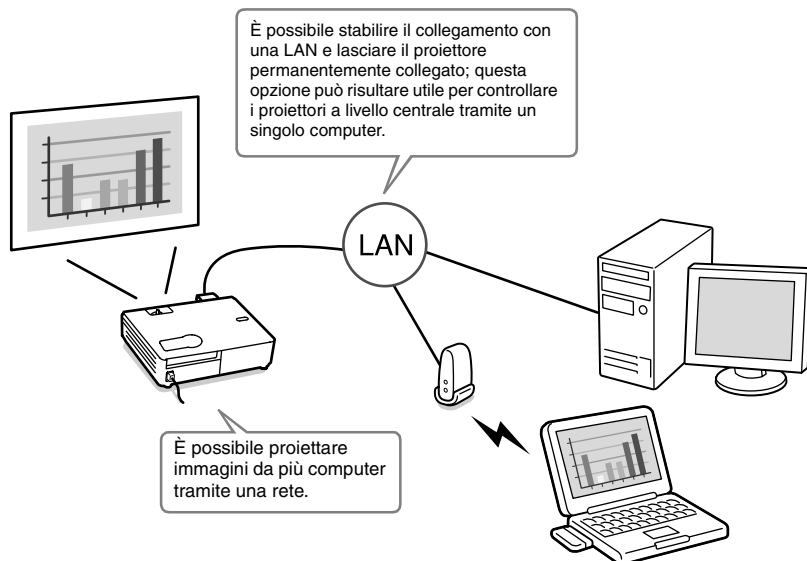 È possibile stabilire il collegamento con
una LAN e lasciare il proiettore
permanentemente collegato; questa
opzione può risultare utile per controllare
i proiettori a livello centrale tramite un
singolo computer.
LAN
È possibile proiettare
immagini da più computer
tramite una rete.